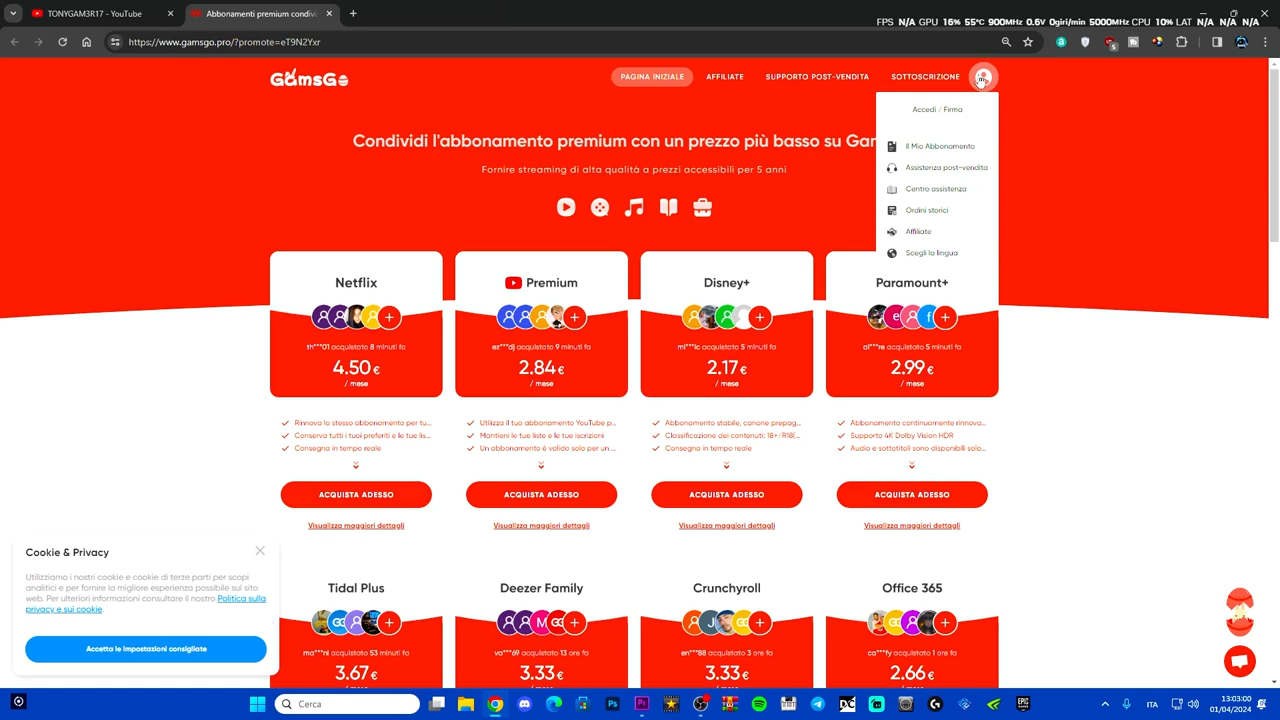 TONYGAM3R17 - YouTube
Abbonamenti premium condivi
FPS N/A GPU 16% 55°C 900MHz 0.6V 0giri/min 5000MHz CPU 10% LAT N/A N/A N/A
https://www.gamsgo.pro/?promote=eT9N2Yxr
GamsGo
PAGINA INIZIALE
AFFILIATE
SUPPORTO POST-VENDITA
SOTTOSCRIZIONE
Accedi / Firma
Il Mio Abbonamento
Assistenza post-vendita
Centro assistenza
Ordini storici
Affiliate
Scegli la lingua
Condividi l'abbonamento premium con un prezzo più basso su Gam
Fornire streaming di alta qualità a prezzi accessibili per 5 anni
Netflix
th***01 acquistato 8 minuti fa
4.50 €
/ mese
Rinnova lo stesso abbonamento per tu...
Conserva tutti i tuoi preferiti e le tue lis...
Consegna in tempo reale
ACQUISTA ADESSO
Visualizza maggiori dettagli
Premium
ez***dj acquistato 9 minuti fa
2.84 €
/ mese
Utilizza il tuo abbonamento YouTube p...
Mantieni le tue liste e le tue iscrizioni
Un abbonamento è valido solo per un ...
ACQUISTA ADESSO
Visualizza maggiori dettagli
Disney+
mi***ic acquistato 5 minuti fa
2.17 €
/ mese
Abbonamento stabile, canone prepag...
Classificazione dei contenuti: 18+/R18(...
Consegna in tempo reale
ACQUISTA ADESSO
Visualizza maggiori dettagli
Paramount+
e
f
al***re acquistato 5 minuti fa
2.99 €
/ mese
Abbonamento continuamente rinnova...
Supporto 4K Dolby Vision HDR
Audio e sottotitoli sono disponibili solo...
ACQUISTA ADESSO
Visualizza maggiori dettagli
Cookie & Privacy
Utilizziamo i nostri cookie e cookie di terze parti per scopi
analitici e per fornire la migliore esperienza possibile sul sito
web. Per ulteriori informazioni consultare il nostro Politica sulla
privacy e sui cookie.
Accetta le impostazioni consigliate
Tidal Plus
ma***ni acquistato 53 minuti fa
3.67 €
Deezer Family
M
va***69 acquistato 13 ore fa
3.33 €
Crunchyroll
J
en***88 acquistato 3 ore fa
3.33 €
Office 365
ca***fy acquistato 1 ore fa
2.66 €
Cerca
ITA
13:03:00
01/04/2024